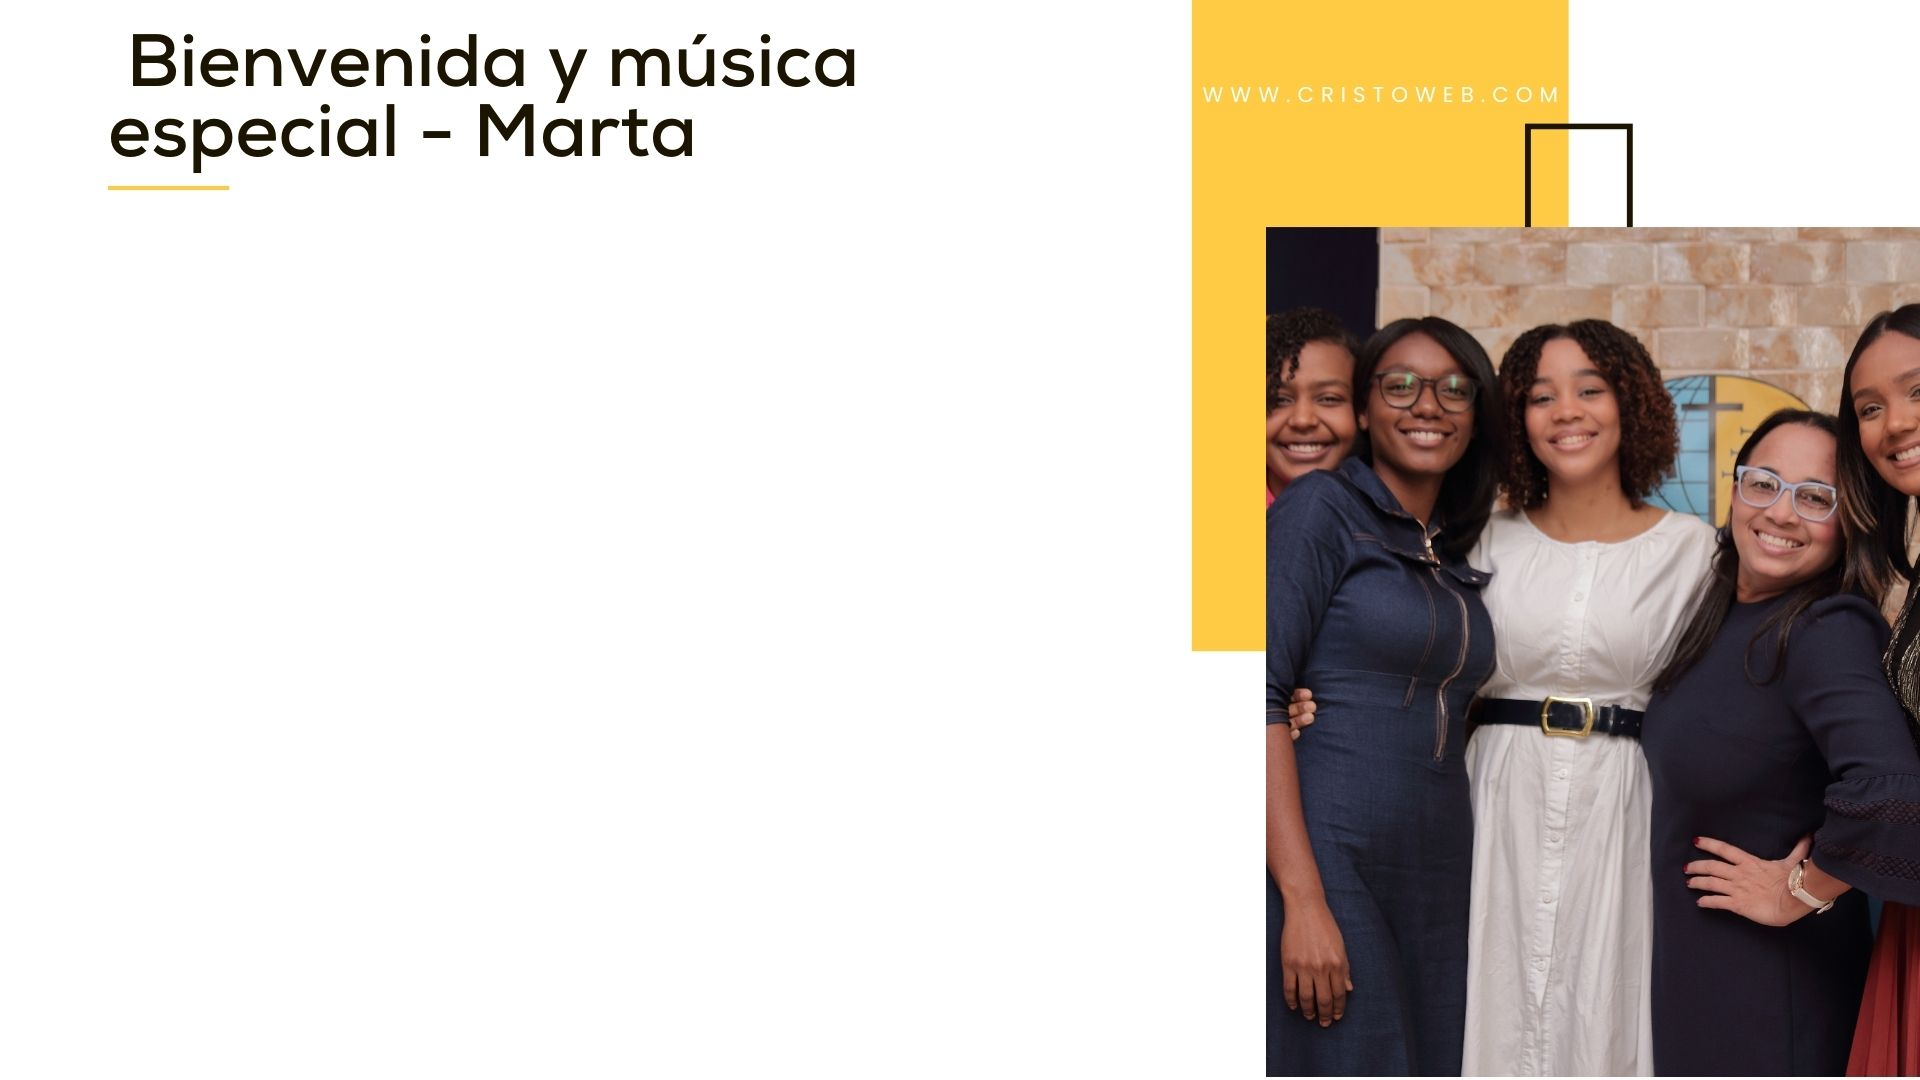 Bienvenida y música
especial - Marta
WWW.CRISTOWEB.COM